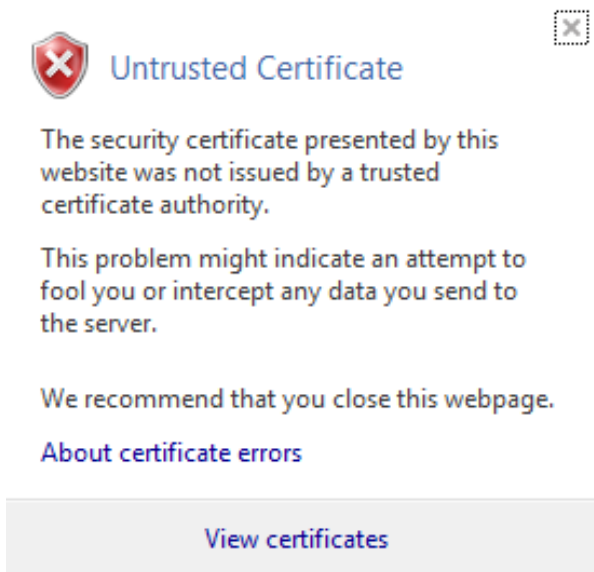 Untrusted Certificate
The security certificate presented by this
website was not issued by a trusted
certificate authority.
This problem might indicate an attempt to
fool you or intercept any data you send to
the server.
We recommend that you close this webpage.
About certificate errors
View certificates